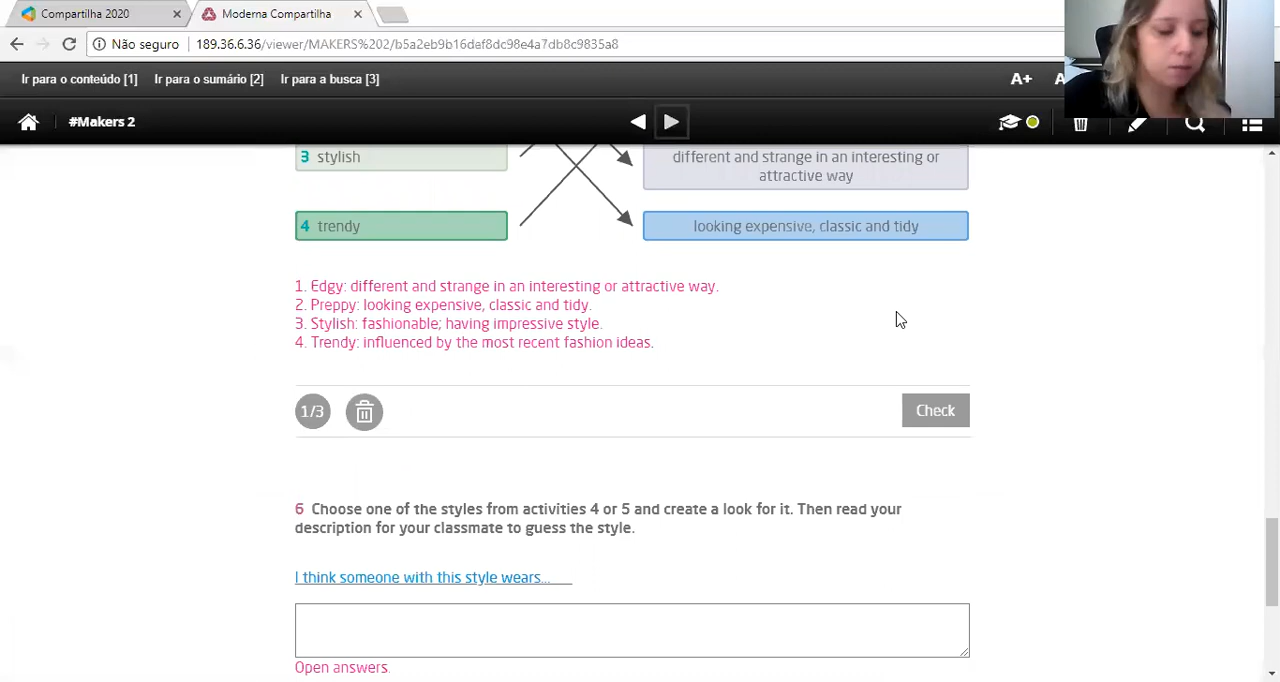 Compartilha 2020
Moderna Compartilha
Não seguro 189.36.6.36/viewer/MAKERS%202/b5a2eb9b16daf8dc98e4a7db8c9835a8
Ir para o conteúdo [1] Ir para o sumário [2] Ir para a busca [3] A+
#Makers 2
3 stylish
different and strange in an interesting or
attractive way
4 trendy
looking expensive, classic and tidy
1. Edgy: different and strange in an interesting or attractive way.
2. Preppy: looking expensive, classic and tidy.
3. Stylish: fashionable; having impressive style.
4. Trendy: influenced by the most recent fashion ideas.
1/3
Check
6 Choose one of the styles from activities 4 or 5 and create a look for it. Then read your
description for your classmate to guess the style.
I think someone with this style wears...
Open answers.